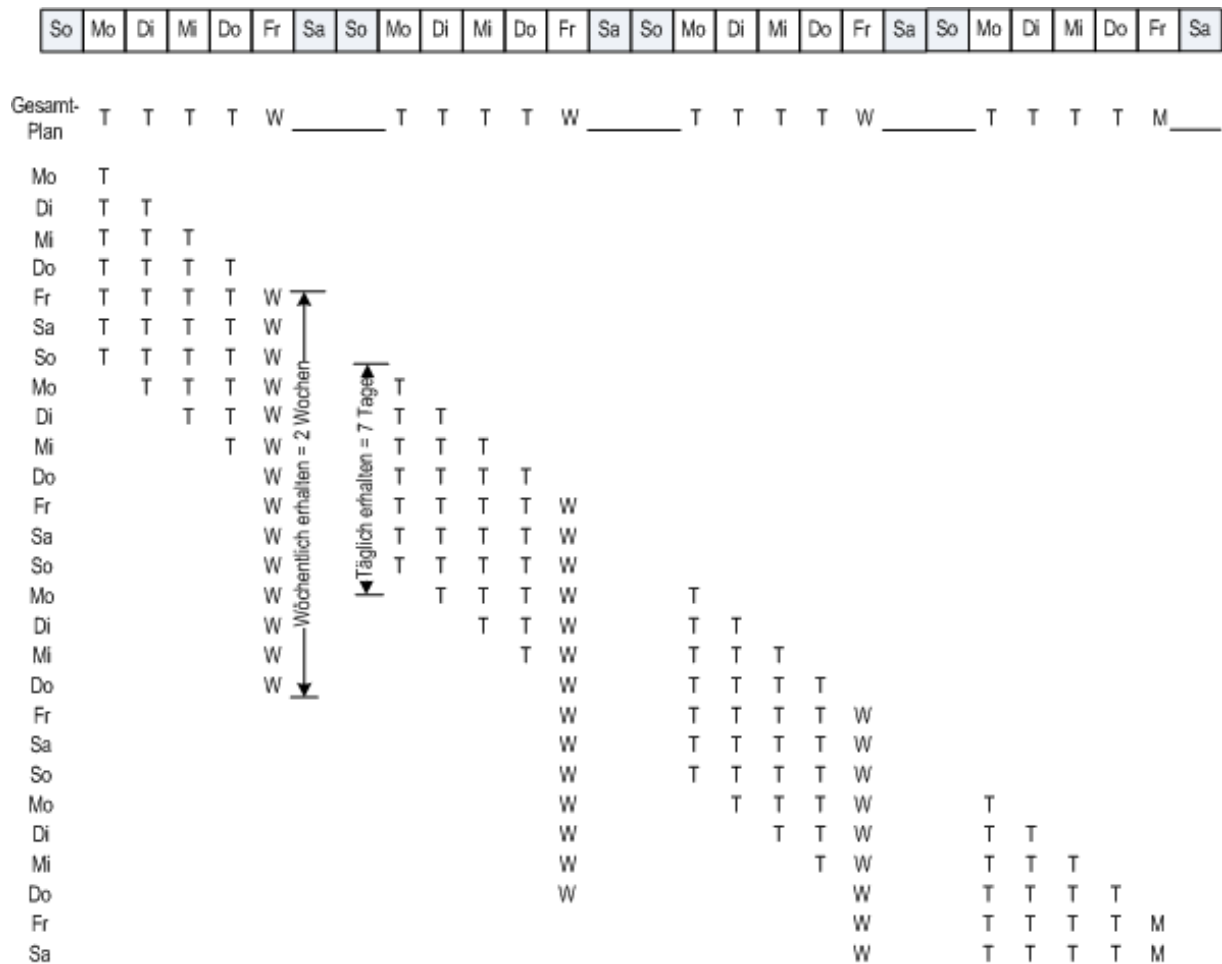 So Mo Di Mi Do Fr Sa So Mo Di Mi Do Fr Sa So Mo Di Mi Do Fr Sa So Mo Di Mi Do Fr Sa
Gesamt-
Plan
T T T T W T T T T W T T T T W T T T T M
Mo T
Di T T
Mi T T T
Do T T T T
Fr T T T T W
Sa T T T T W
So T T T T W
Mo T T T W T
Di T T W T T
Mi T W T T T
Do W T T T T
Fr W T T T T W
Sa W T T T T W
So W T T T T W
Mo W T T T W T
Di W T T W T T
Mi W T W T T T
Do W W T T T T
Fr W T T T T W
Sa W T T T T W
So W T T T T W
Mo W T T T W T
Di W T T W T T
Mi W T W T T T
Do W W T T T T
Fr W T T T T M
Sa W T T T T M
Wöchentlich erhalten = 2 Wochen
Täglich erhalten = 7 Tage